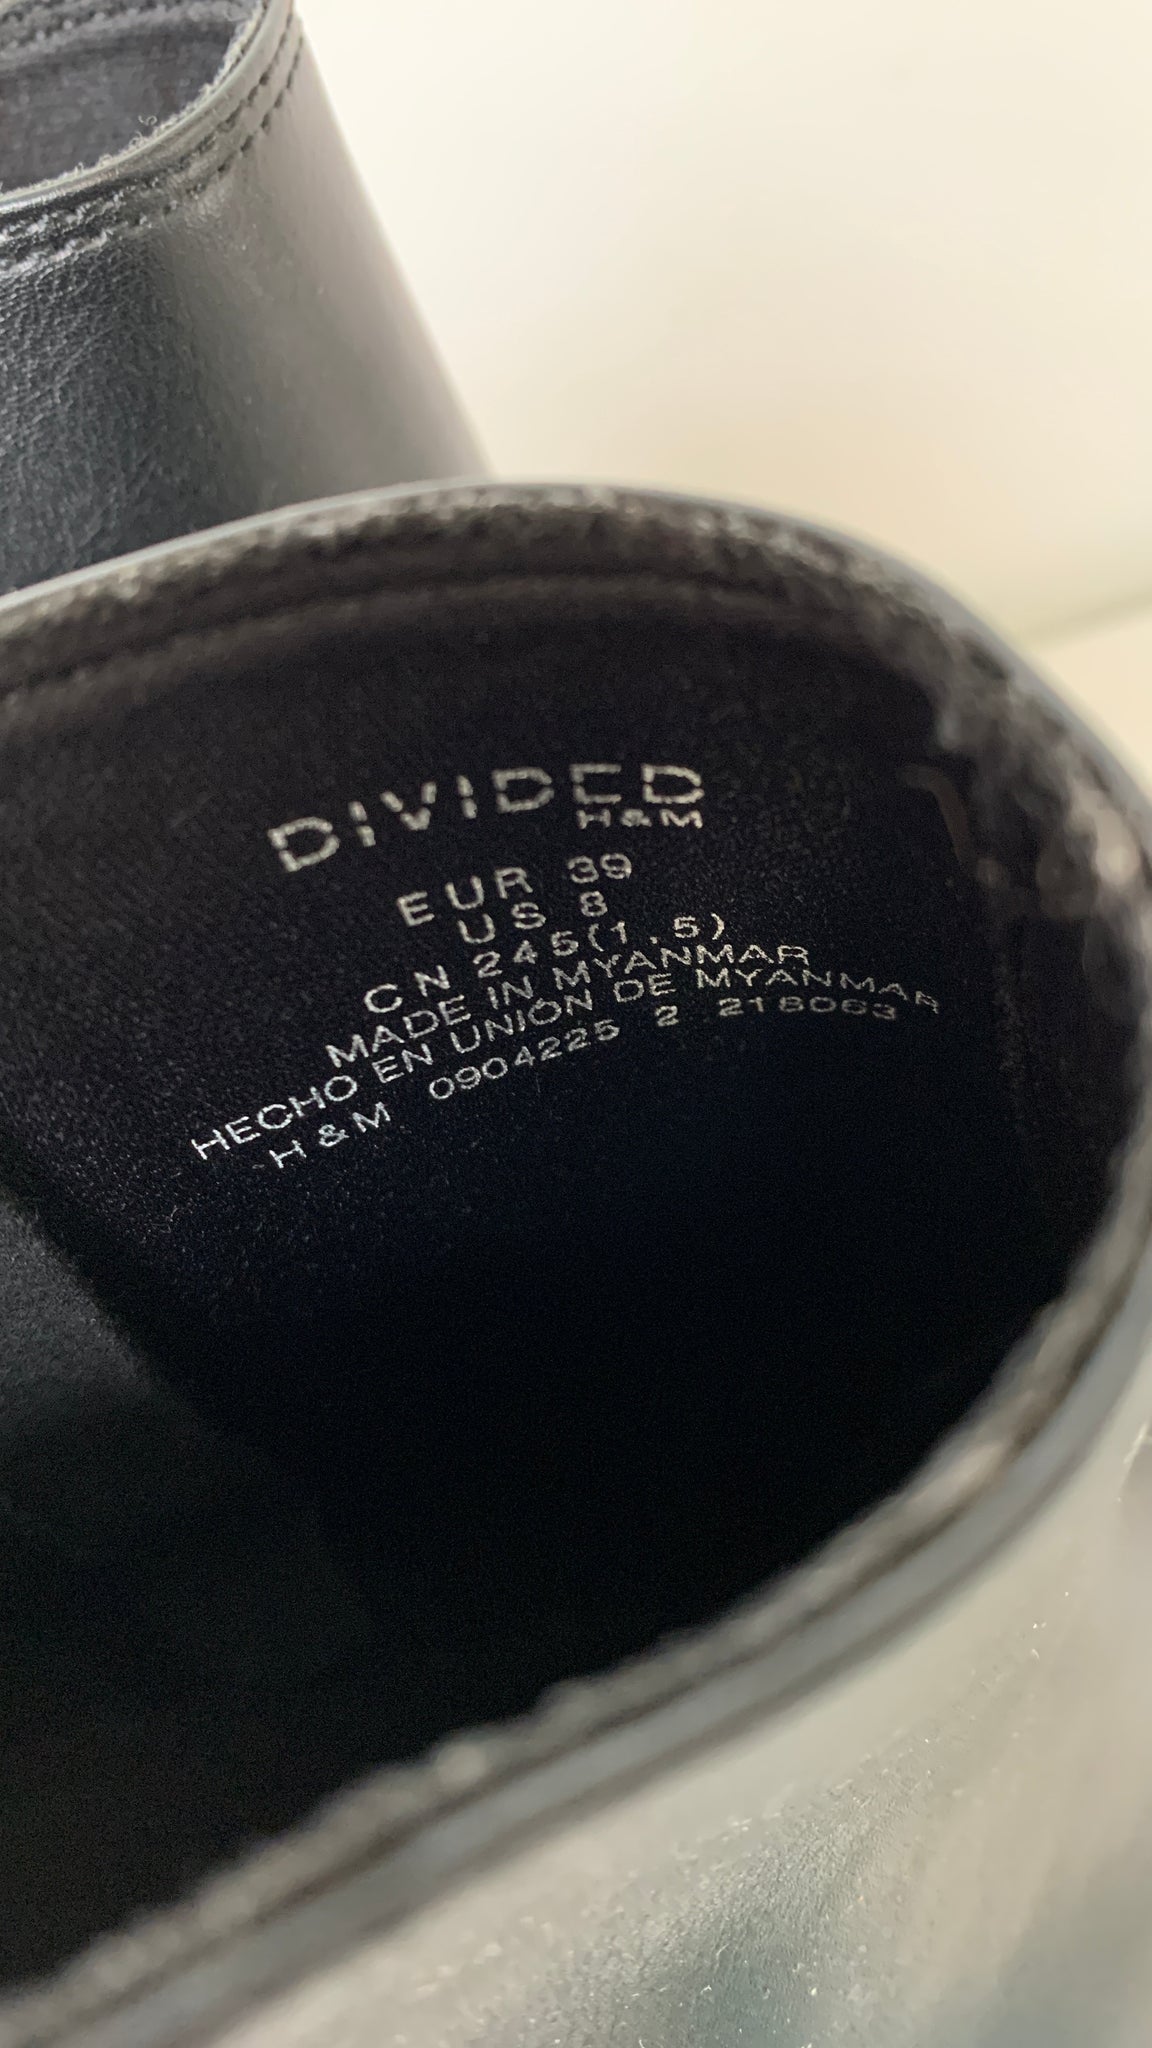 DIVIDED
H&M
EUR 39
US 8
CN 245(1.5)
MADE IN MYANMAR
HECHO EN UNIÓN DE MYANMAR
H&M 0904225 2 218063